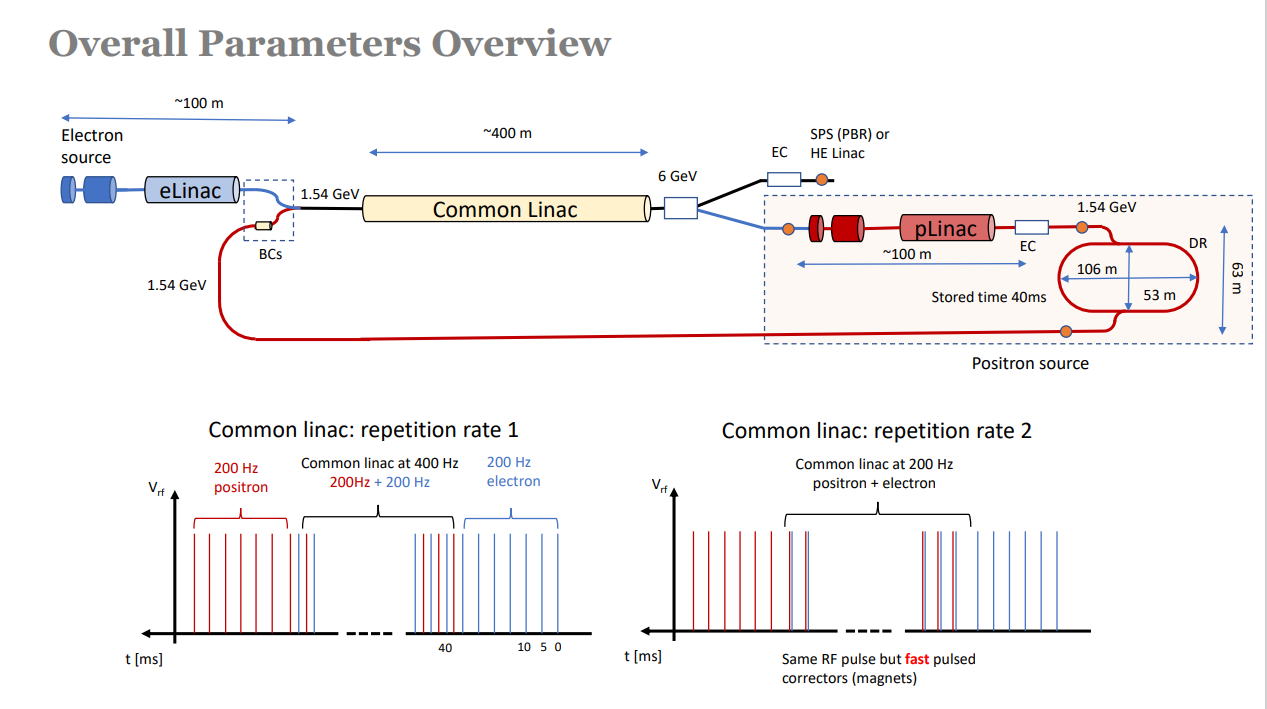 Overall Parameters Overview
~100 m
Electron
source
eLinac
BCs
1.54 GeV
1.54 GeV
~400 m
Common Linac
6 GeV
EC
SPS (PBR) or
HE Linac
pLinac
~100 m
EC
1.54 GeV
DR
106 m
53 m
63 m
Stored time 40ms
Positron source
Common linac: repetition rate 1
200 Hz
positron
Common linac at 400 Hz
200Hz + 200 Hz
200 Hz
electron
Vrf
40
10
5
0
t [ms]
Common linac: repetition rate 2
Common linac at 200 Hz
positron + electron
Vrf
t [ms]
Same RF pulse but fast pulsed
correctors (magnets)